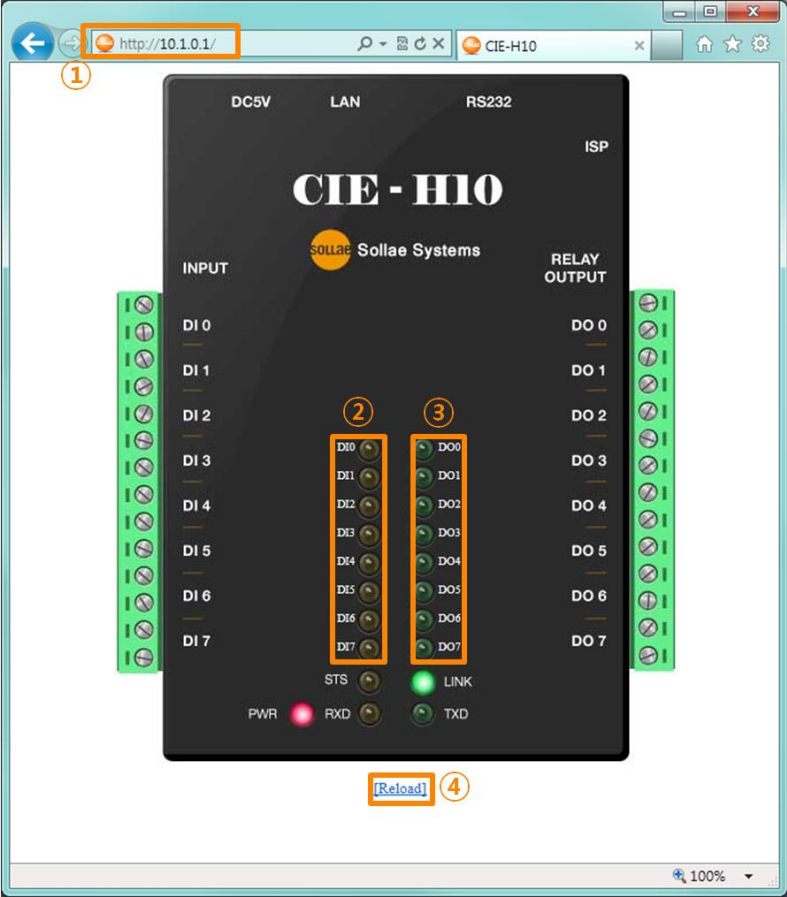 http://10.1.0.1/
CIE-H10
①
DC5V LAN RS232
ISP
CIE - H10
SOLLAE Sollae Systems
INPUT
RELAY
OUTPUT
DI 0 DO 0
DI 1 DO 1
DI 2 DO 2
DI 3 DO 3
DI 4 DO 4
DI 5 DO 5
DI 6 DO 6
DI 7 DO 7
② ③
DI0 DO0
DI1 DO1
DI2 DO2
DI3 DO3
DI4 DO4
DI5 DO5
DI6 DO6
DI7 DO7
STS LINK
PWR RXD TXD
[Reload] ④
100%